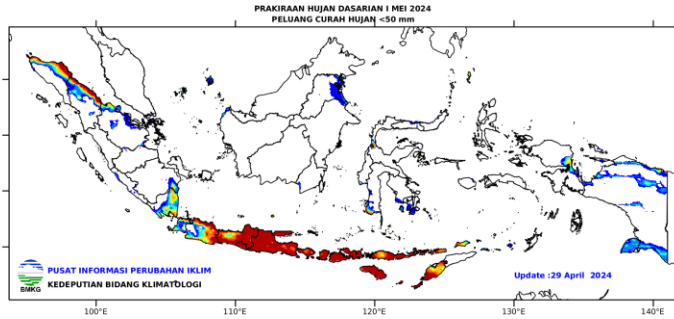 PRAKIRAAN HUJAN DASARIAN I MEI 2024
PELUANG CURAH HUJAN <50 mm
PUSAT INFORMASI PERUBAHAN IKLIM
KEDEPUTIAN BIDANG KLIMATOLOGI
BMKG
Update :29 April 2024
100°E 110°E 120°E 130°E 140°E